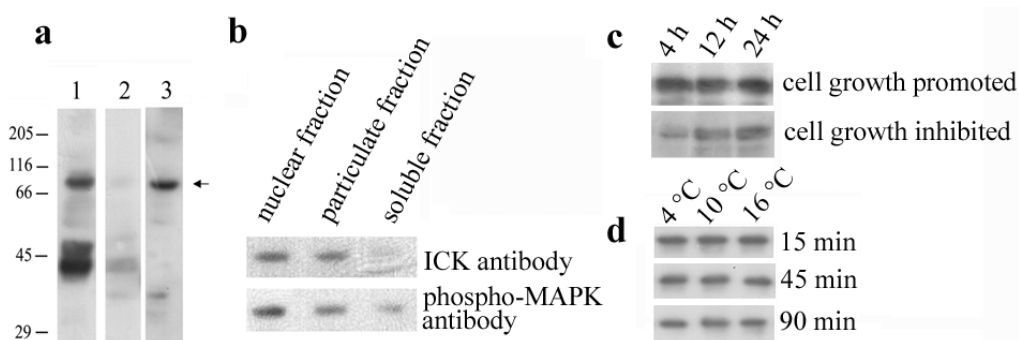 a
1 2 3
205
116
66
45
29
b
nuclear fraction
particulate fraction
soluble fraction
ICK antibody
phospho-MAPK
antibody
c
4 h 12 h 24 h
cell growth promoted
cell growth inhibited
d
4 °C 10 °C 16 °C
15 min
45 min
90 min